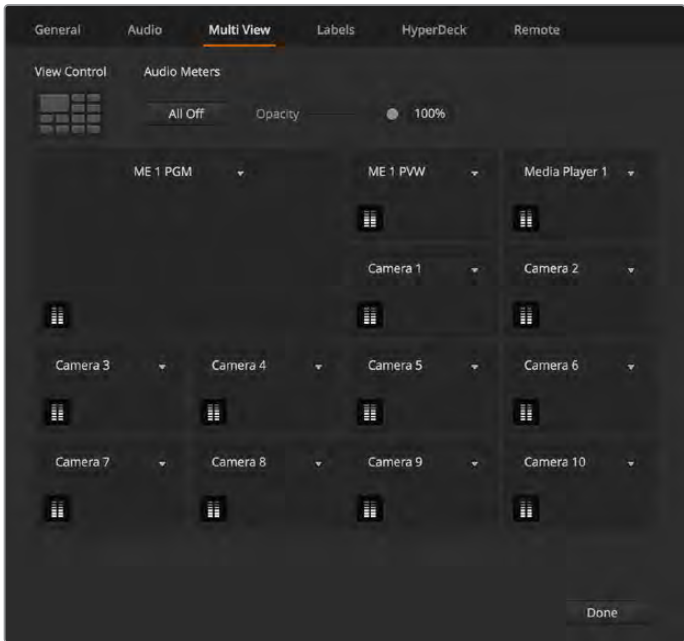 General Audio Multi View Labels HyperDeck Remote
View Control Audio Meters
All Off Opacity 100%
ME 1 PGM ME 1 PVW Media Player 1
Camera 1 Camera 2
Camera 3 Camera 4 Camera 5 Camera 6
Camera 7 Camera 8 Camera 9 Camera 10
Done